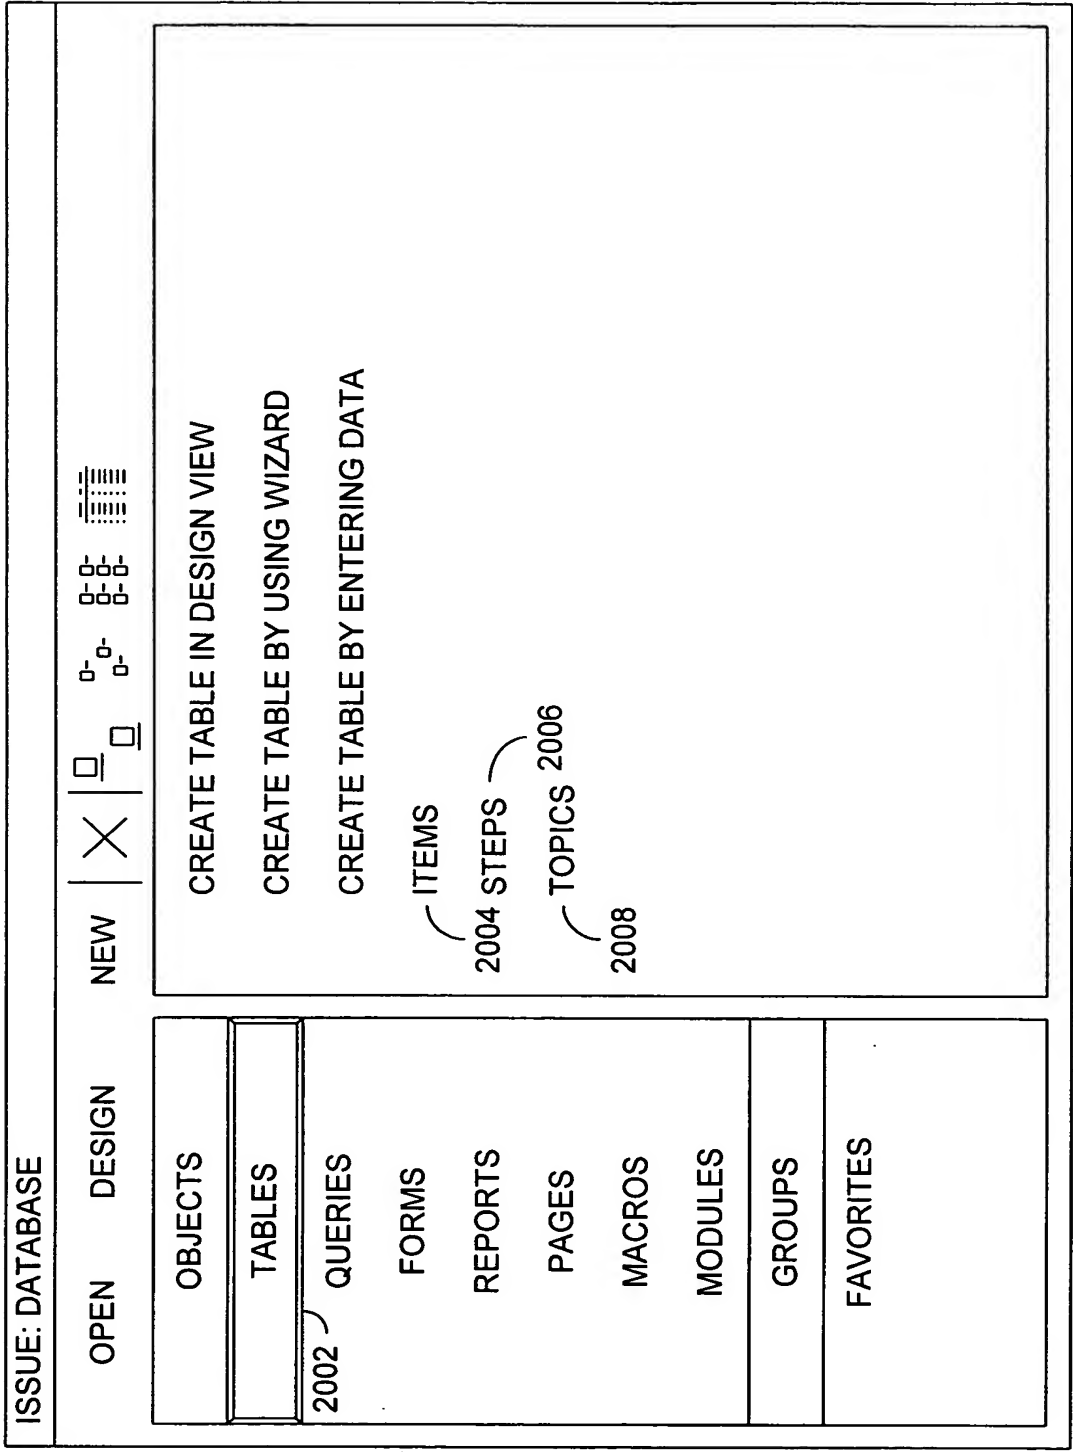 ISSUE: DATABASE
OPEN DESIGN NEW
OBJECTS
TABLES
2002
QUERIES
FORMS
REPORTS
PAGES
MACROS
MODULES
GROUPS
FAVORITES
CREATE TABLE IN DESIGN VIEW
CREATE TABLE BY USING WIZARD
CREATE TABLE BY ENTERING DATA
ITEMS
2004 STEPS
TOPICS 2006
2008